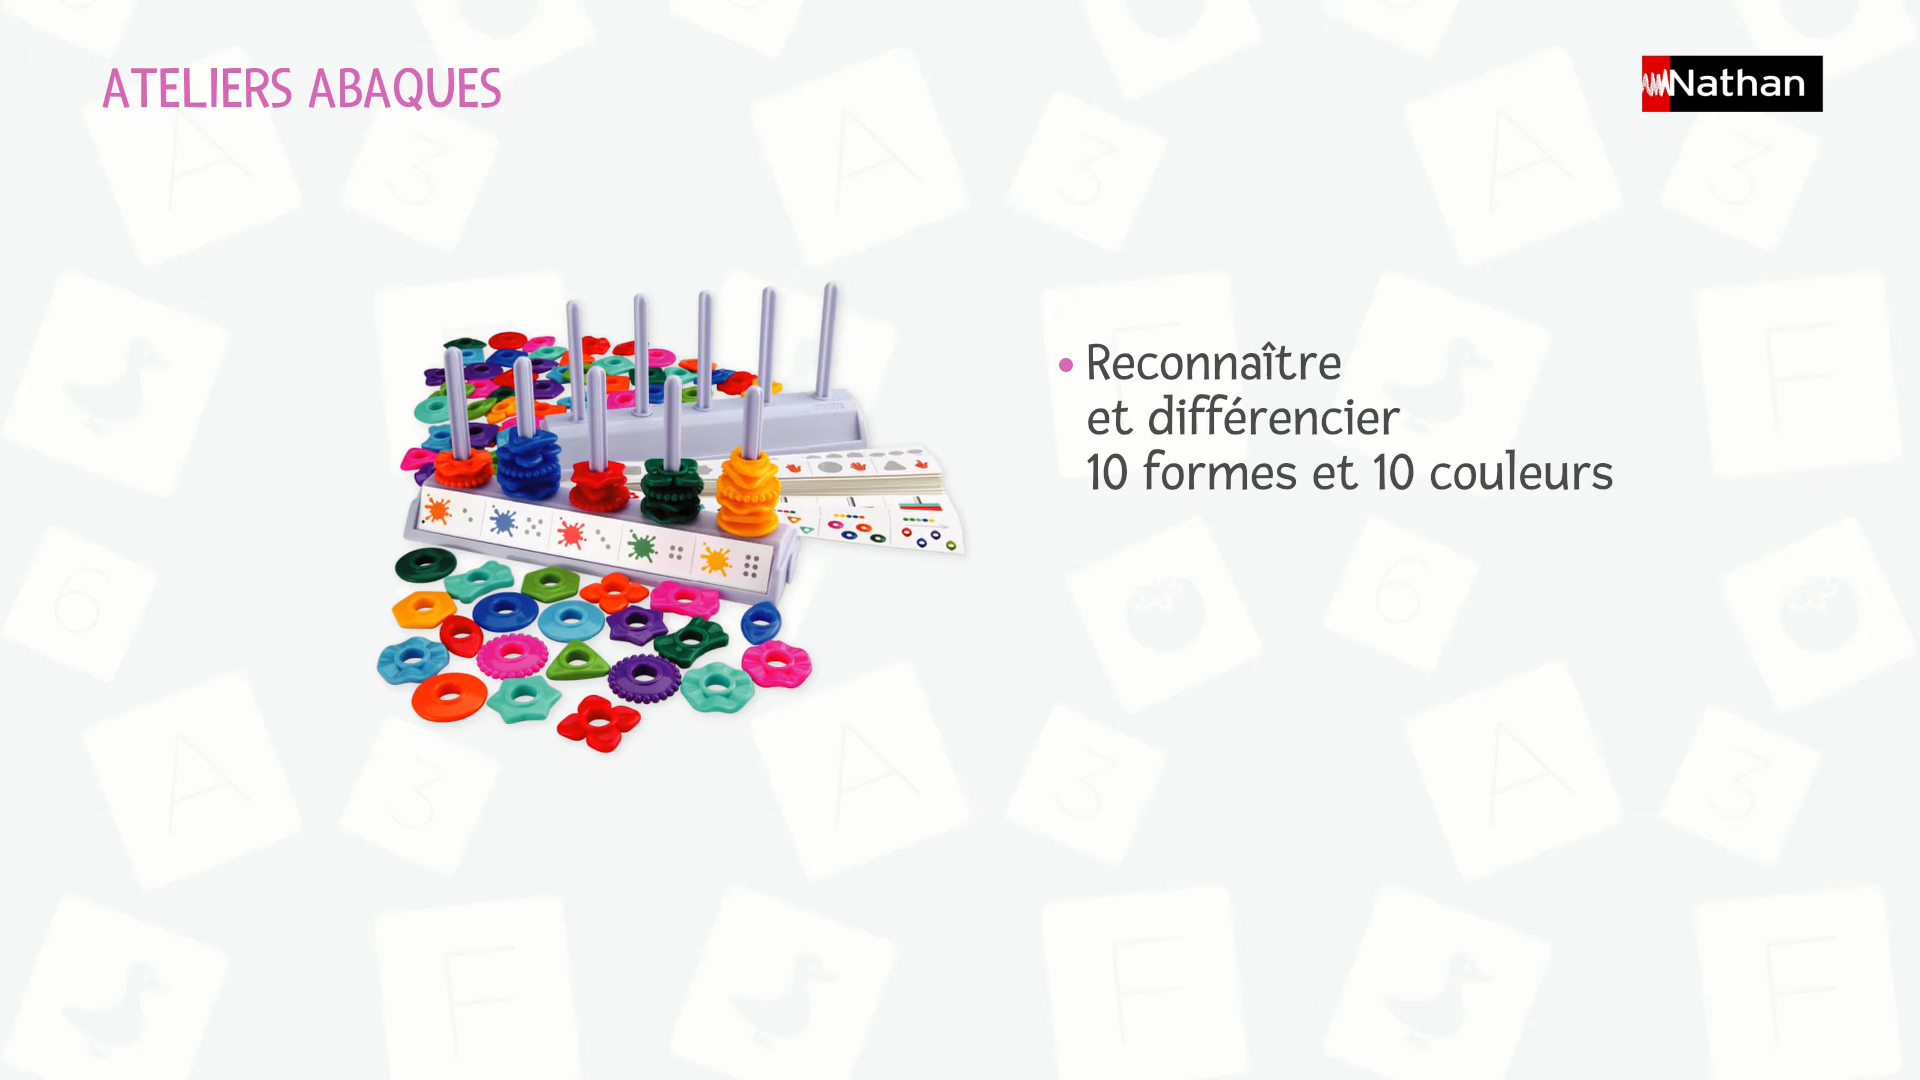 ATELIERS ABAQUES
Nathan
• Reconnaître
et différencier
10 formes et 10 couleurs